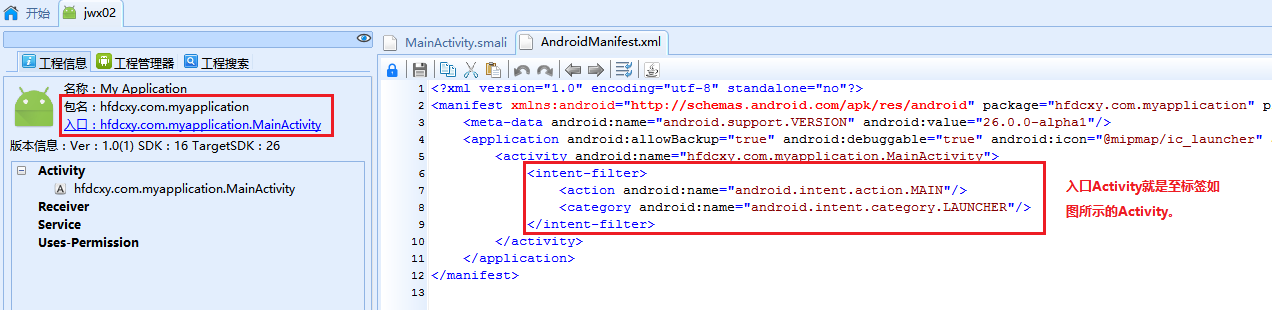 开始 jwx02
工程信息 工程管理器 工程搜索
名称：My Application
包名：hfdcxy.com.myapplication
入口：hfdcxy.com.myapplication.MainActivity
版本信息：Ver：1.0(1) SDK：16 TargetSDK：26
Activity
A hfdcxy.com.myapplication.MainActivity
Receiver
Service
Uses-Permission
MainActivity.smali AndroidManifest.xml
1 <?xml version="1.0" encoding="utf-8" standalone="no"?>
2 <manifest xmlns:android="http://schemas.android.com/apk/res/android" package="hfdcxy.com.myapplication" p
3 <meta-data android:name="android.support.VERSION" android:value="26.0.0-alpha1"/>
4 <application android:allowBackup="true" android:debuggable="true" android:icon="@mipmap/ic_launcher"
5 <activity android:name="hfdcxy.com.myapplication.MainActivity">
6 <intent-filter>
7 <action android:name="android.intent.action.MAIN"/>
8 <category android:name="android.intent.category.LAUNCHER"/>
9 </intent-filter>
10 </activity>
11 </application>
12 </manifest>
13
入口Activity就是至标签如
图所示的Activity。